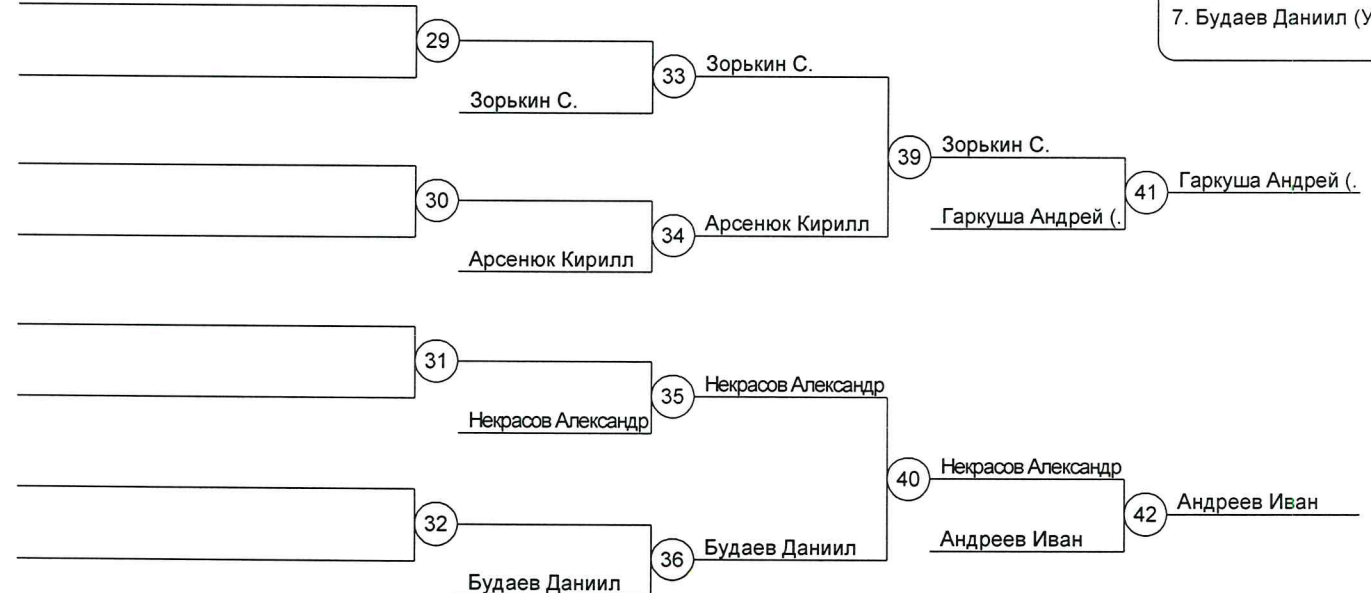 7. Будаев Даниил (У
29
Зорькин С.
33
Зорькин С.
39
Зорькин С.
Гаркуша Андрей (.
41
Гаркуша Андрей (.
30
Арсенюк Кирилл
34
Арсенюк Кирилл
31
Некрасов Александр
35
Некрасов Александр
40
Некрасов Александр
Андреев Иван
42
Андреев Иван
32
Будаев Даниил
36
Будаев Даниил